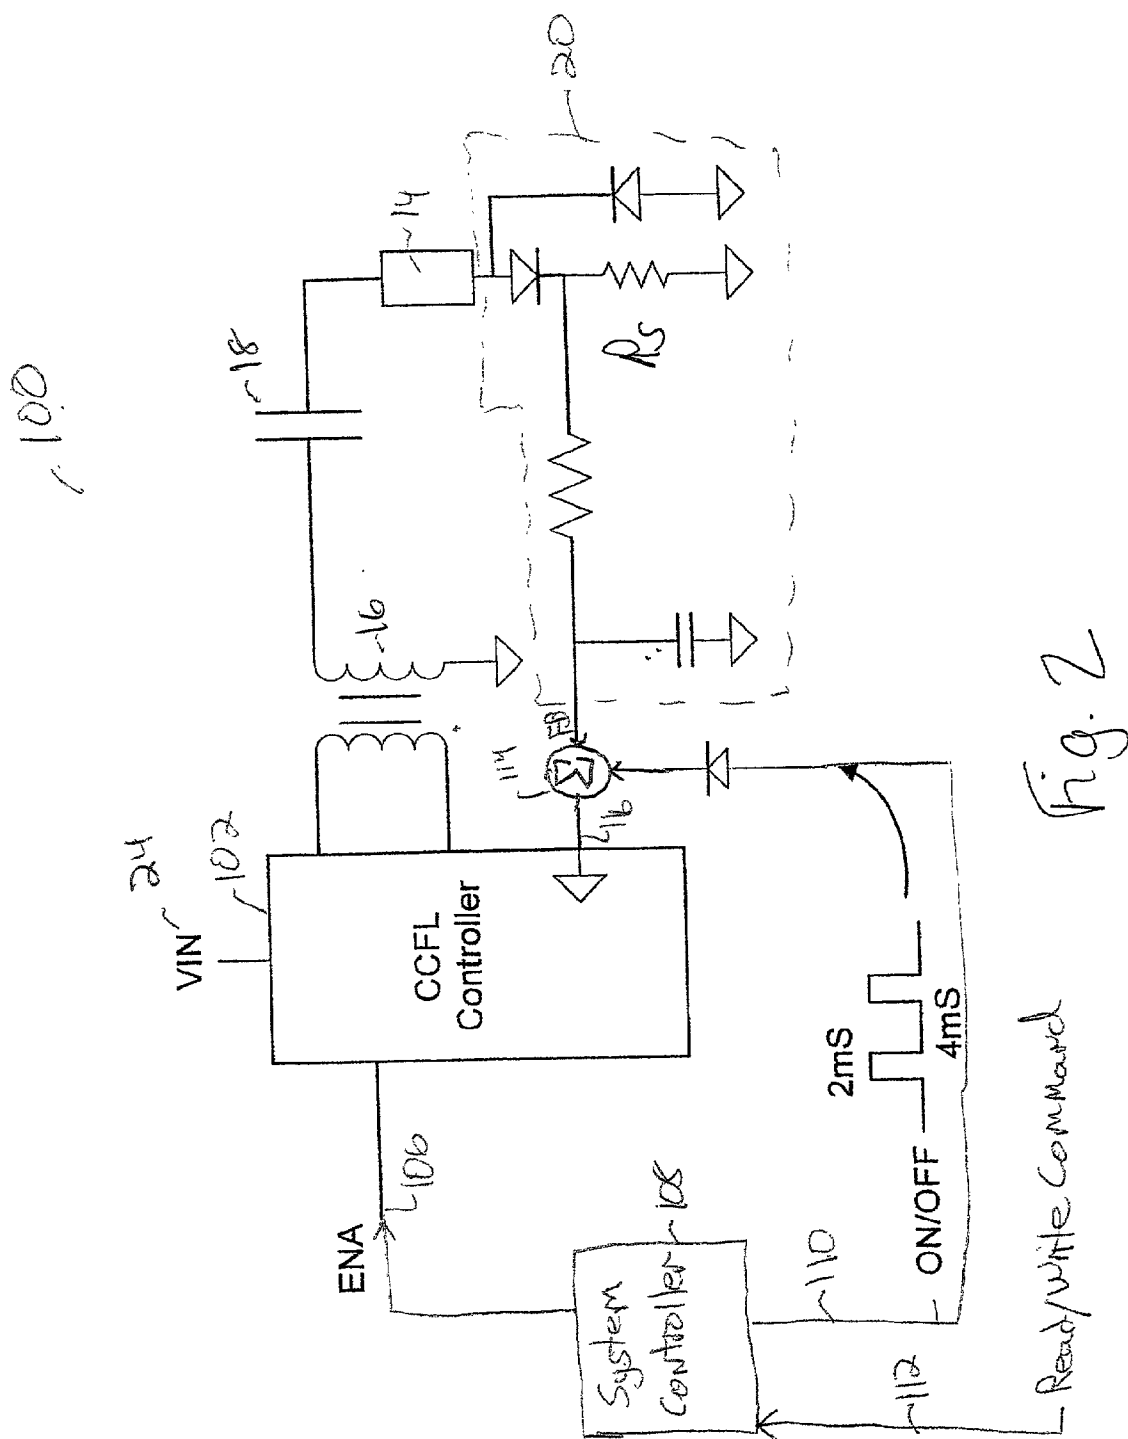 100
20
14
18
Rs
16
VIN
24
102
CCFL
Controller
FB
114
Σ
116
ENA
106
System
Controller
108
110
ON/OFF
2mS
4mS
112
Read/Write Command
Fig. 2